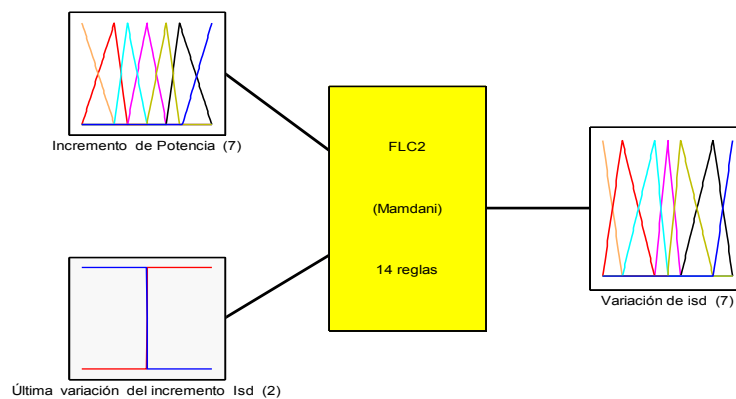 Incremento de Potencia (7)
FLC2
(Mamdani)
14 reglas
Variación de isd (7)
Última variación del incremento Isd (2)